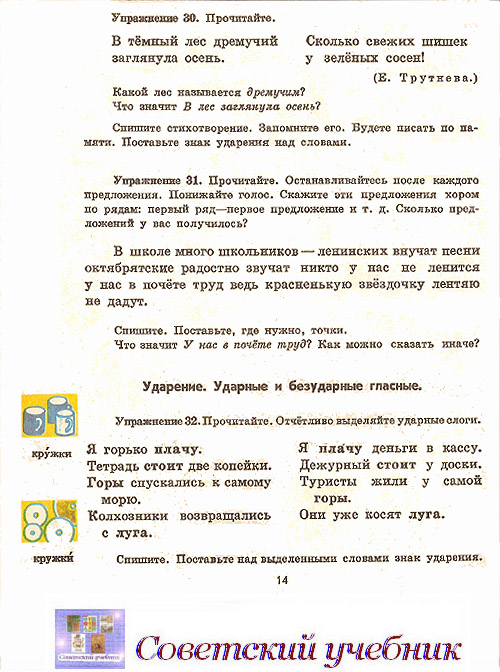 Упражнение 30. Прочитайте.
В тёмный лес дремучий
заглянула осень.
Сколько свежих шишек
у зелёных сосен!
(Е. Трутнева.)
Какой лес называется дремучим?
Что значит В лес заглянула осень?
Спишите стихотворение. Запомните его. Будете писать по па-
мяти. Поставьте знак ударения над словами.
Упражнение 31. Прочитайте. Останавливайтесь после каждого
предложения. Понижайте голос. Скажите эти предложения хором
по рядам: первый ряд—первое предложение и т. д. Сколько пред-
ложений у вас получилось?
В школе много школьников — ленинских внучат песни
октябрятские радостно звучат никто у нас не ленится
у нас в почёте труд ведь красненькую звёздочку лентяю
не дадут.
Спишите. Поставьте, где нужно, точки.
Что значит У нас в почёте труд? Как можно сказать иначе?
Ударение. Ударные и безударные гласные.
Упражнение 32. Прочитайте. Отчётливо выделяйте ударные слоги.
кру́жки
Я горько плачу.
Тетрадь стоит две копейки.
Горы спускались к самому
морю.
Колхозники возвращались
с луга.
Я плачу деньги в кассу.
Дежурный стоит у доски.
Туристы жили у самой
горы.
Они уже косят луга.
кружки́
Спишите. Поставьте над выделенными словами знак ударения.
14
Советский учебник
Советский учебник